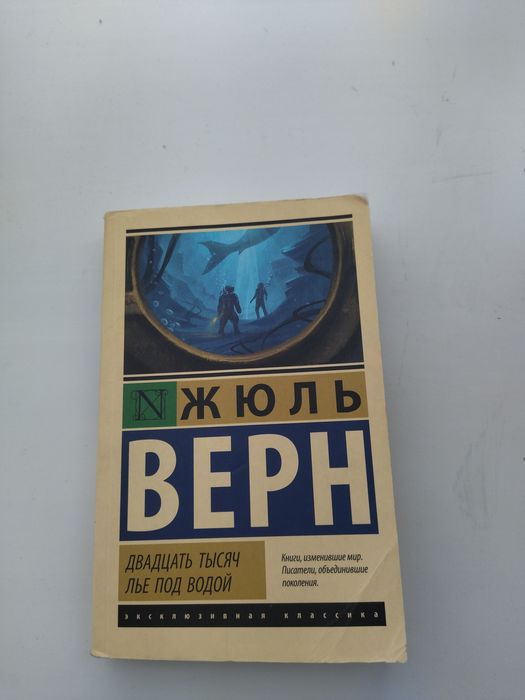 N ЖЮЛЬ
ВЕРН
ДВАДЦАТЬ ТЫСЯЧ
ЛЬЕ ПОД ВОДОЙ
Книги, изменившие мир.
Писатели, объединившие
поколения.
эксклюзивная классика